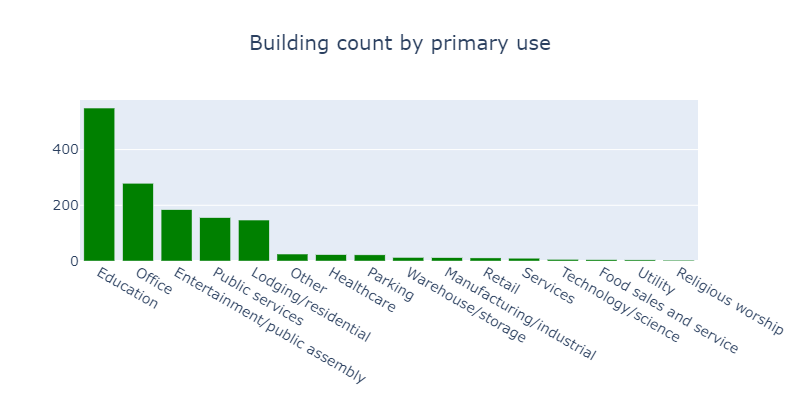 Building count by primary use
400
200
0
Education
Office
Entertainment/public assembly
Public services
Lodging/residential
Other
Healthcare
Parking
Warehouse/storage
Manufacturing/industrial
Retail
Services
Technology/science
Food sales and service
Utility
Religious worship